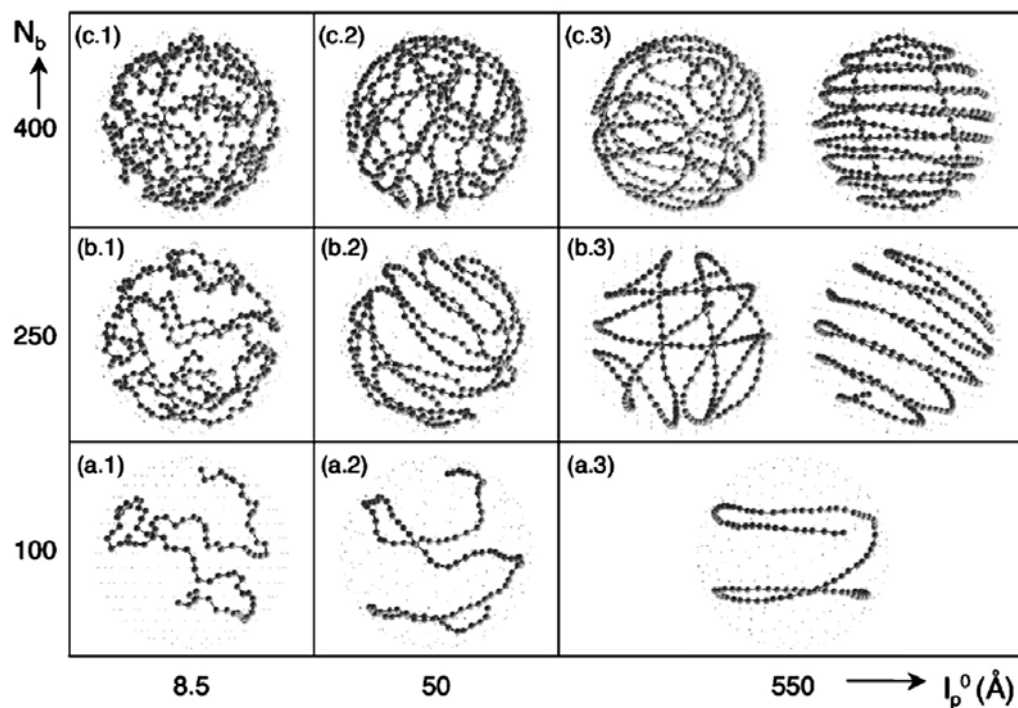 N_b
(c.1) (c.2) (c.3)
400
(b.1) (b.2) (b.3)
250
(a.1) (a.2) (a.3)
100
8.5 50 550 → l_p^0 (Å)